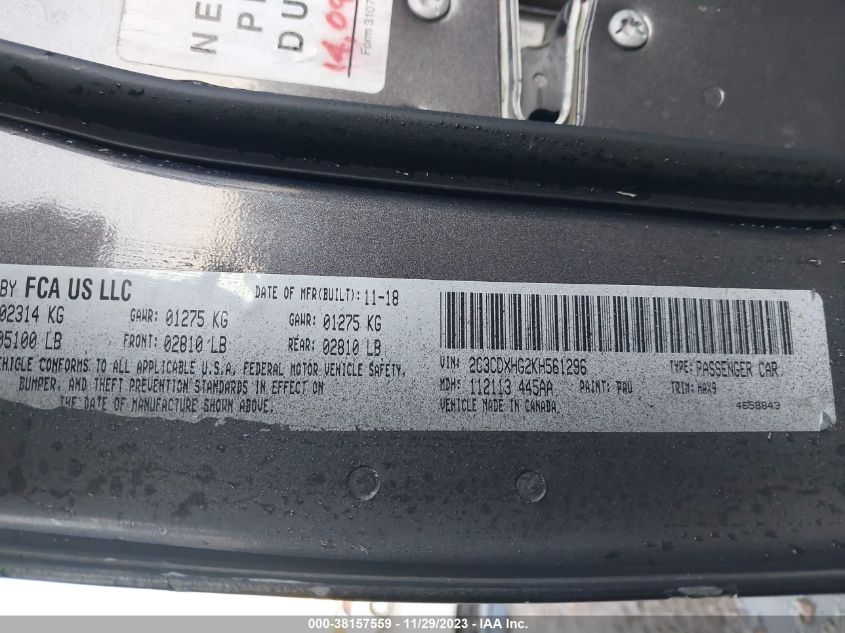 NE
P
DU
14,09
Form 3107
BY FCA US LLC
DATE OF MFR(BUILT): 11-18
02314 KG GAWR: 01275 KG GAWR: 01275 KG
05100 LB FRONT: 02810 LB REAR: 02810 LB
VEHICLE CONFORMS TO ALL APPLICABLE U.S.A. FEDERAL MOTOR VEHICLE SAFETY,
BUMPER, AND THEFT PREVENTION STANDARDS IN EFFECT ON
THE DATE OF MANUFACTURE SHOWN ABOVE.
VIN: 2C3CDXHG2KH561296 TYPE: PASSENGER CAR
MDH: 112113 445AA PAINT: PAU TRIM: HAX9
VEHICLE MADE IN CANADA. 4658843
000-38157559 - 11/29/2023 - IAA Inc.